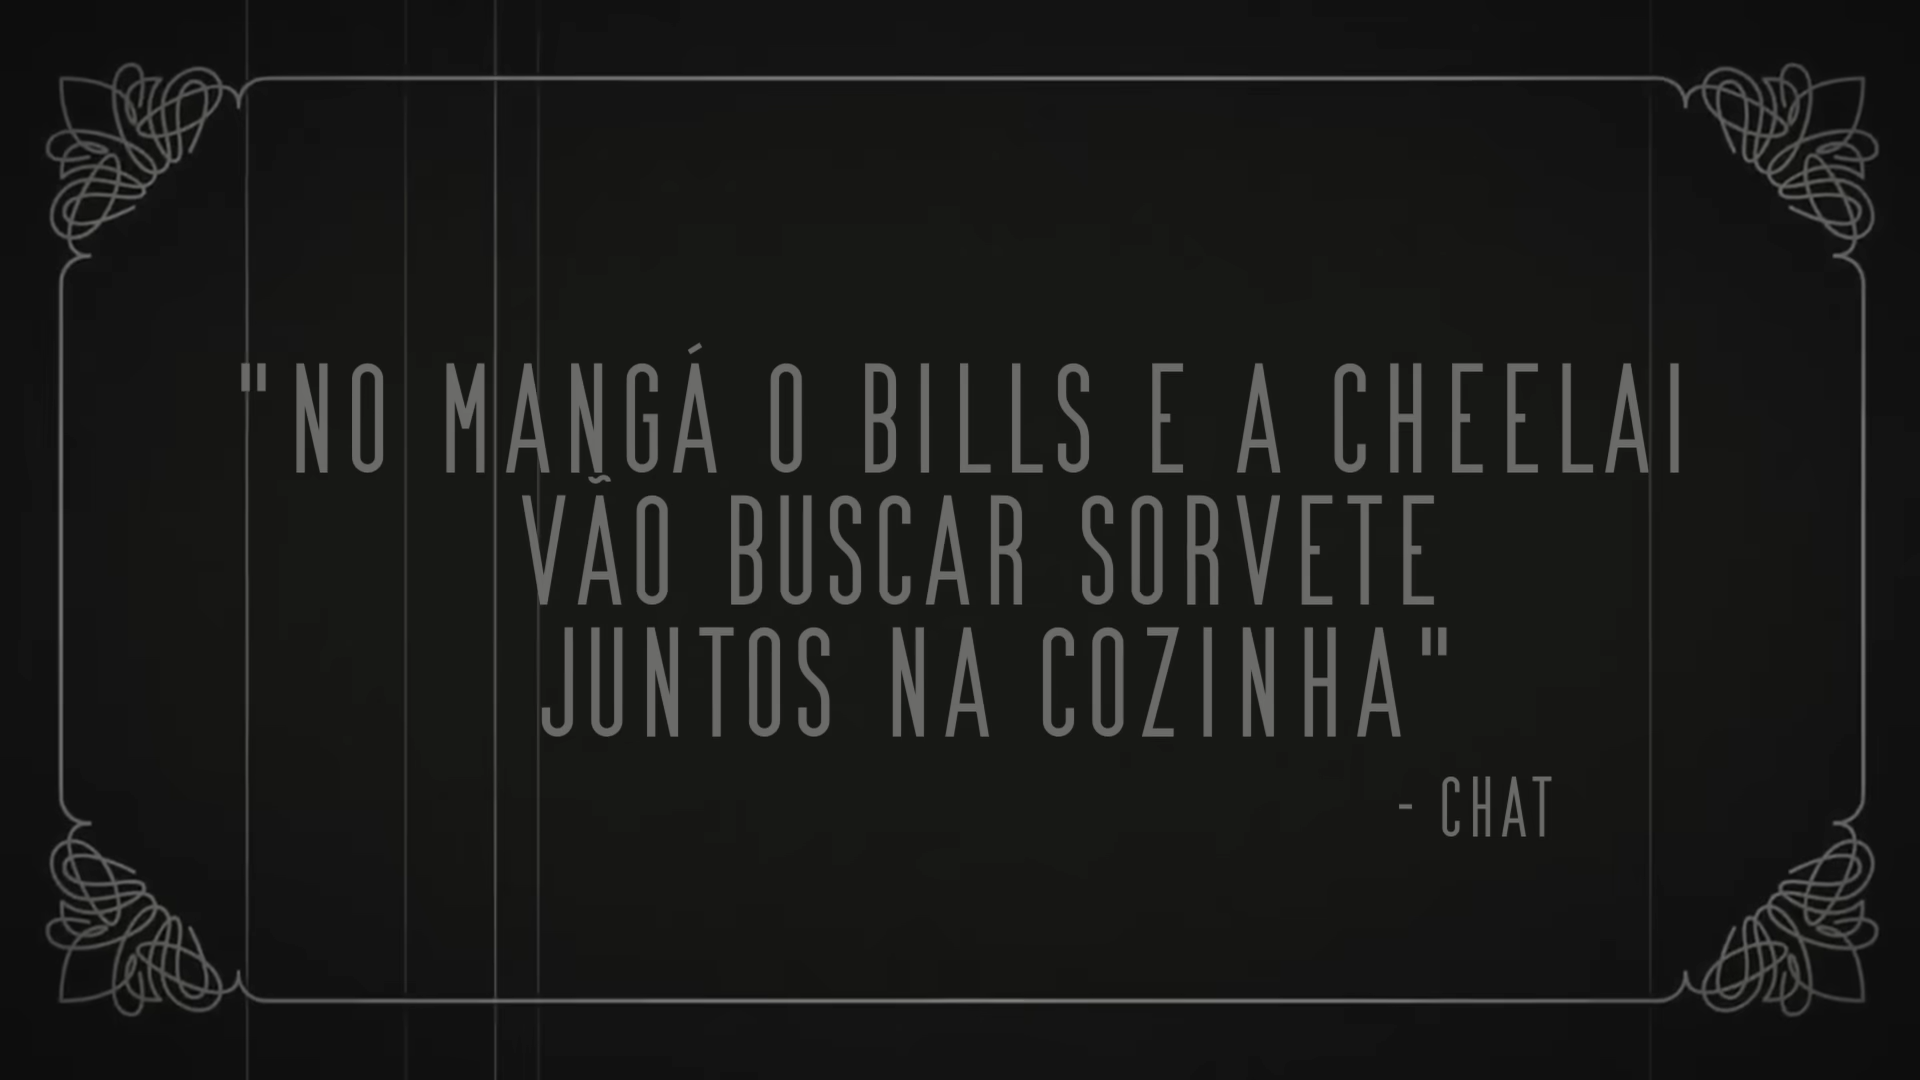 "NO MANGÁ O BILLS E A CHEELAI
VÃO BUSCAR SORVETE
JUNTOS NA COZINHA"
- CHAT